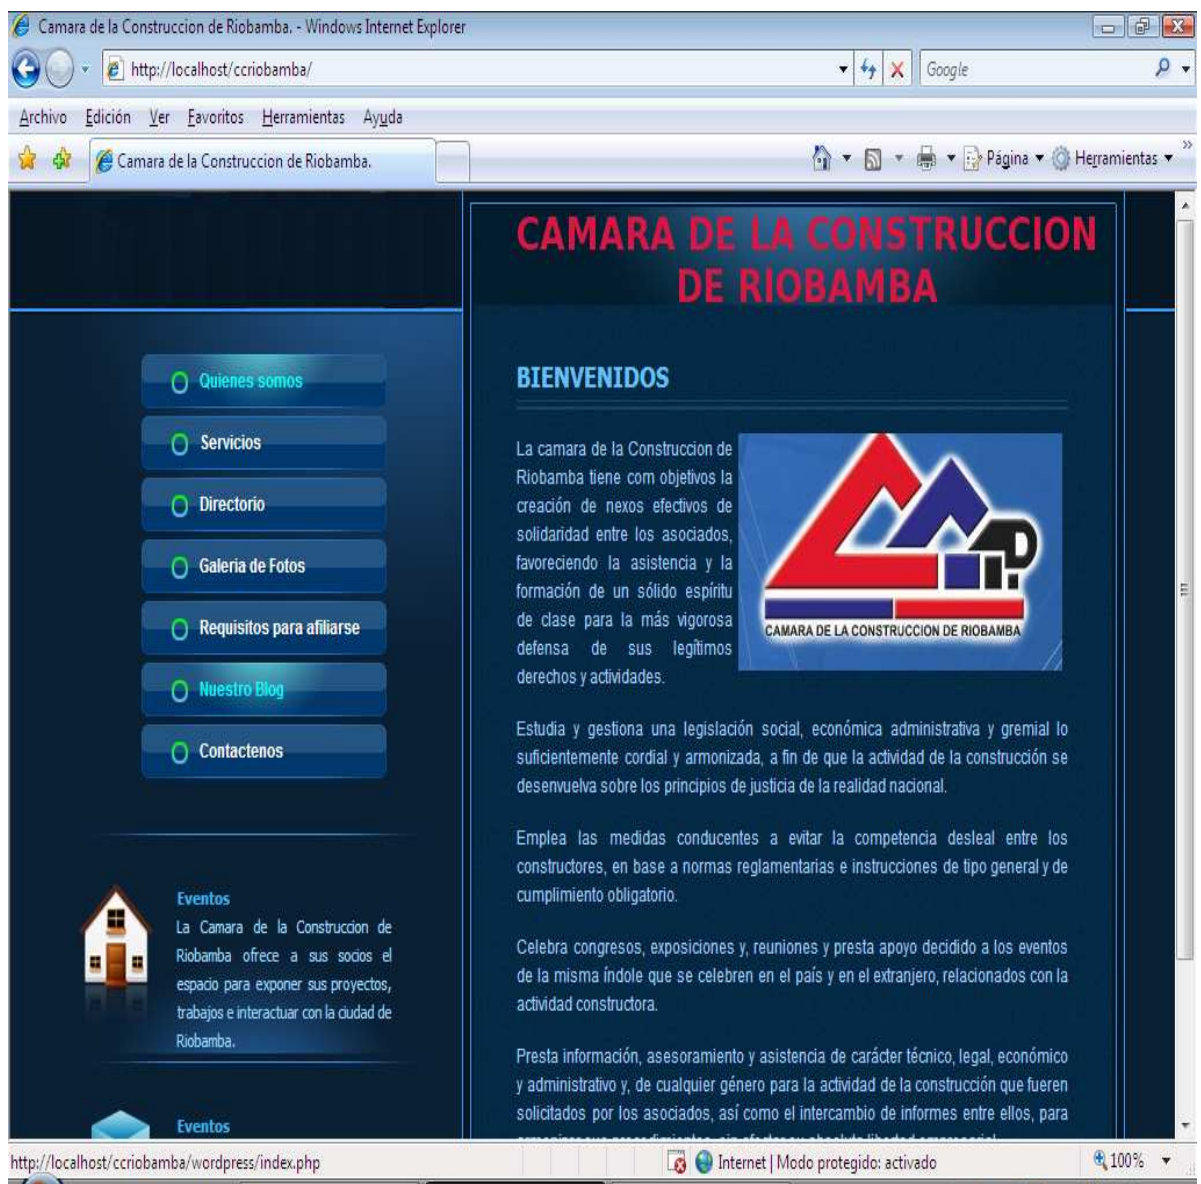 Camara de la Construccion de Riobamba. - Windows Internet Explorer
http://localhost/ccriobamba/
Google
Archivo Edición Ver Favoritos Herramientas Ayuda
Camara de la Construccion de Riobamba.
Página Herramientas
CAMARA DE LA CONSTRUCCION
DE RIOBAMBA
Quienes somos
Servicios
Directorio
Galeria de Fotos
Requisitos para afiliarse
Nuestro Blog
Contactenos
Eventos
La Camara de la Construccion de
Riobamba ofrece a sus socios el
espacio para exponer sus proyectos,
trabajos e interactuar con la ciudad de
Riobamba.
Eventos
BIENVENIDOS
La camara de la Construccion de
Riobamba tiene com objetivos la
creación de nexos efectivos de
solidaridad entre los asociados,
favoreciendo la asistencia y la
formación de un sólido espíritu
de clase para la más vigorosa
defensa de sus legítimos
derechos y actividades.
CAMARA DE LA CONSTRUCCION DE RIOBAMBA
Estudia y gestiona una legislación social, económica administrativa y gremial lo
suficientemente cordial y armonizada, a fin de que la actividad de la construcción se
desenvuelva sobre los principios de justicia de la realidad nacional.
Emplea las medidas conducentes a evitar la competencia desleal entre los
constructores, en base a normas reglamentarias e instrucciones de tipo general y de
cumplimiento obligatorio.
Celebra congresos, exposiciones y, reuniones y presta apoyo decidido a los eventos
de la misma índole que se celebren en el país y en el extranjero, relacionados con la
actividad constructora.
Presta información, asesoramiento y asistencia de carácter técnico, legal, económico
y administrativo y, de cualquier género para la actividad de la construcción que fueren
solicitados por los asociados, así como el intercambio de informes entre ellos, para
http://localhost/ccriobamba/wordpress/index.php
Internet | Modo protegido: activado
100%